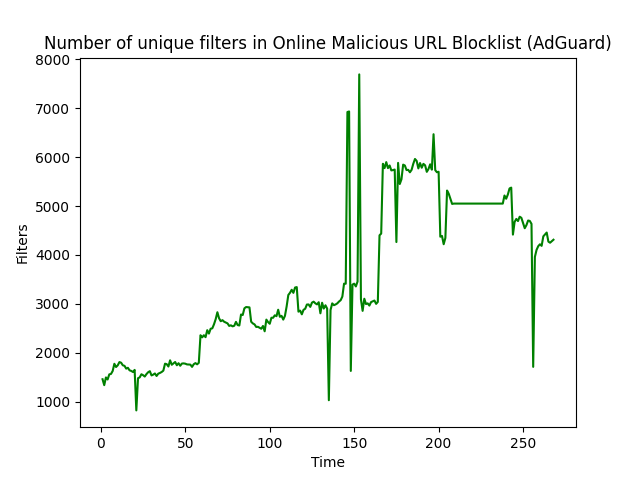 Number of unique filters in Online Malicious URL Blocklist (AdGuard)
8000
7000
6000
5000
4000
3000
2000
1000
Filters
0 50 100 150 200 250
Time